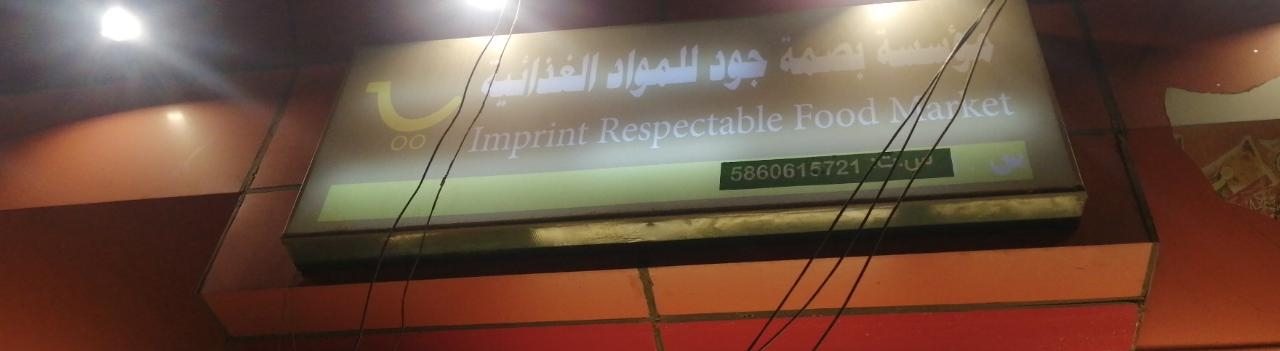 مؤسسة بصمة جود للمواد الغذائية
Imprint Respectable Food Market
س.ت 5860615721